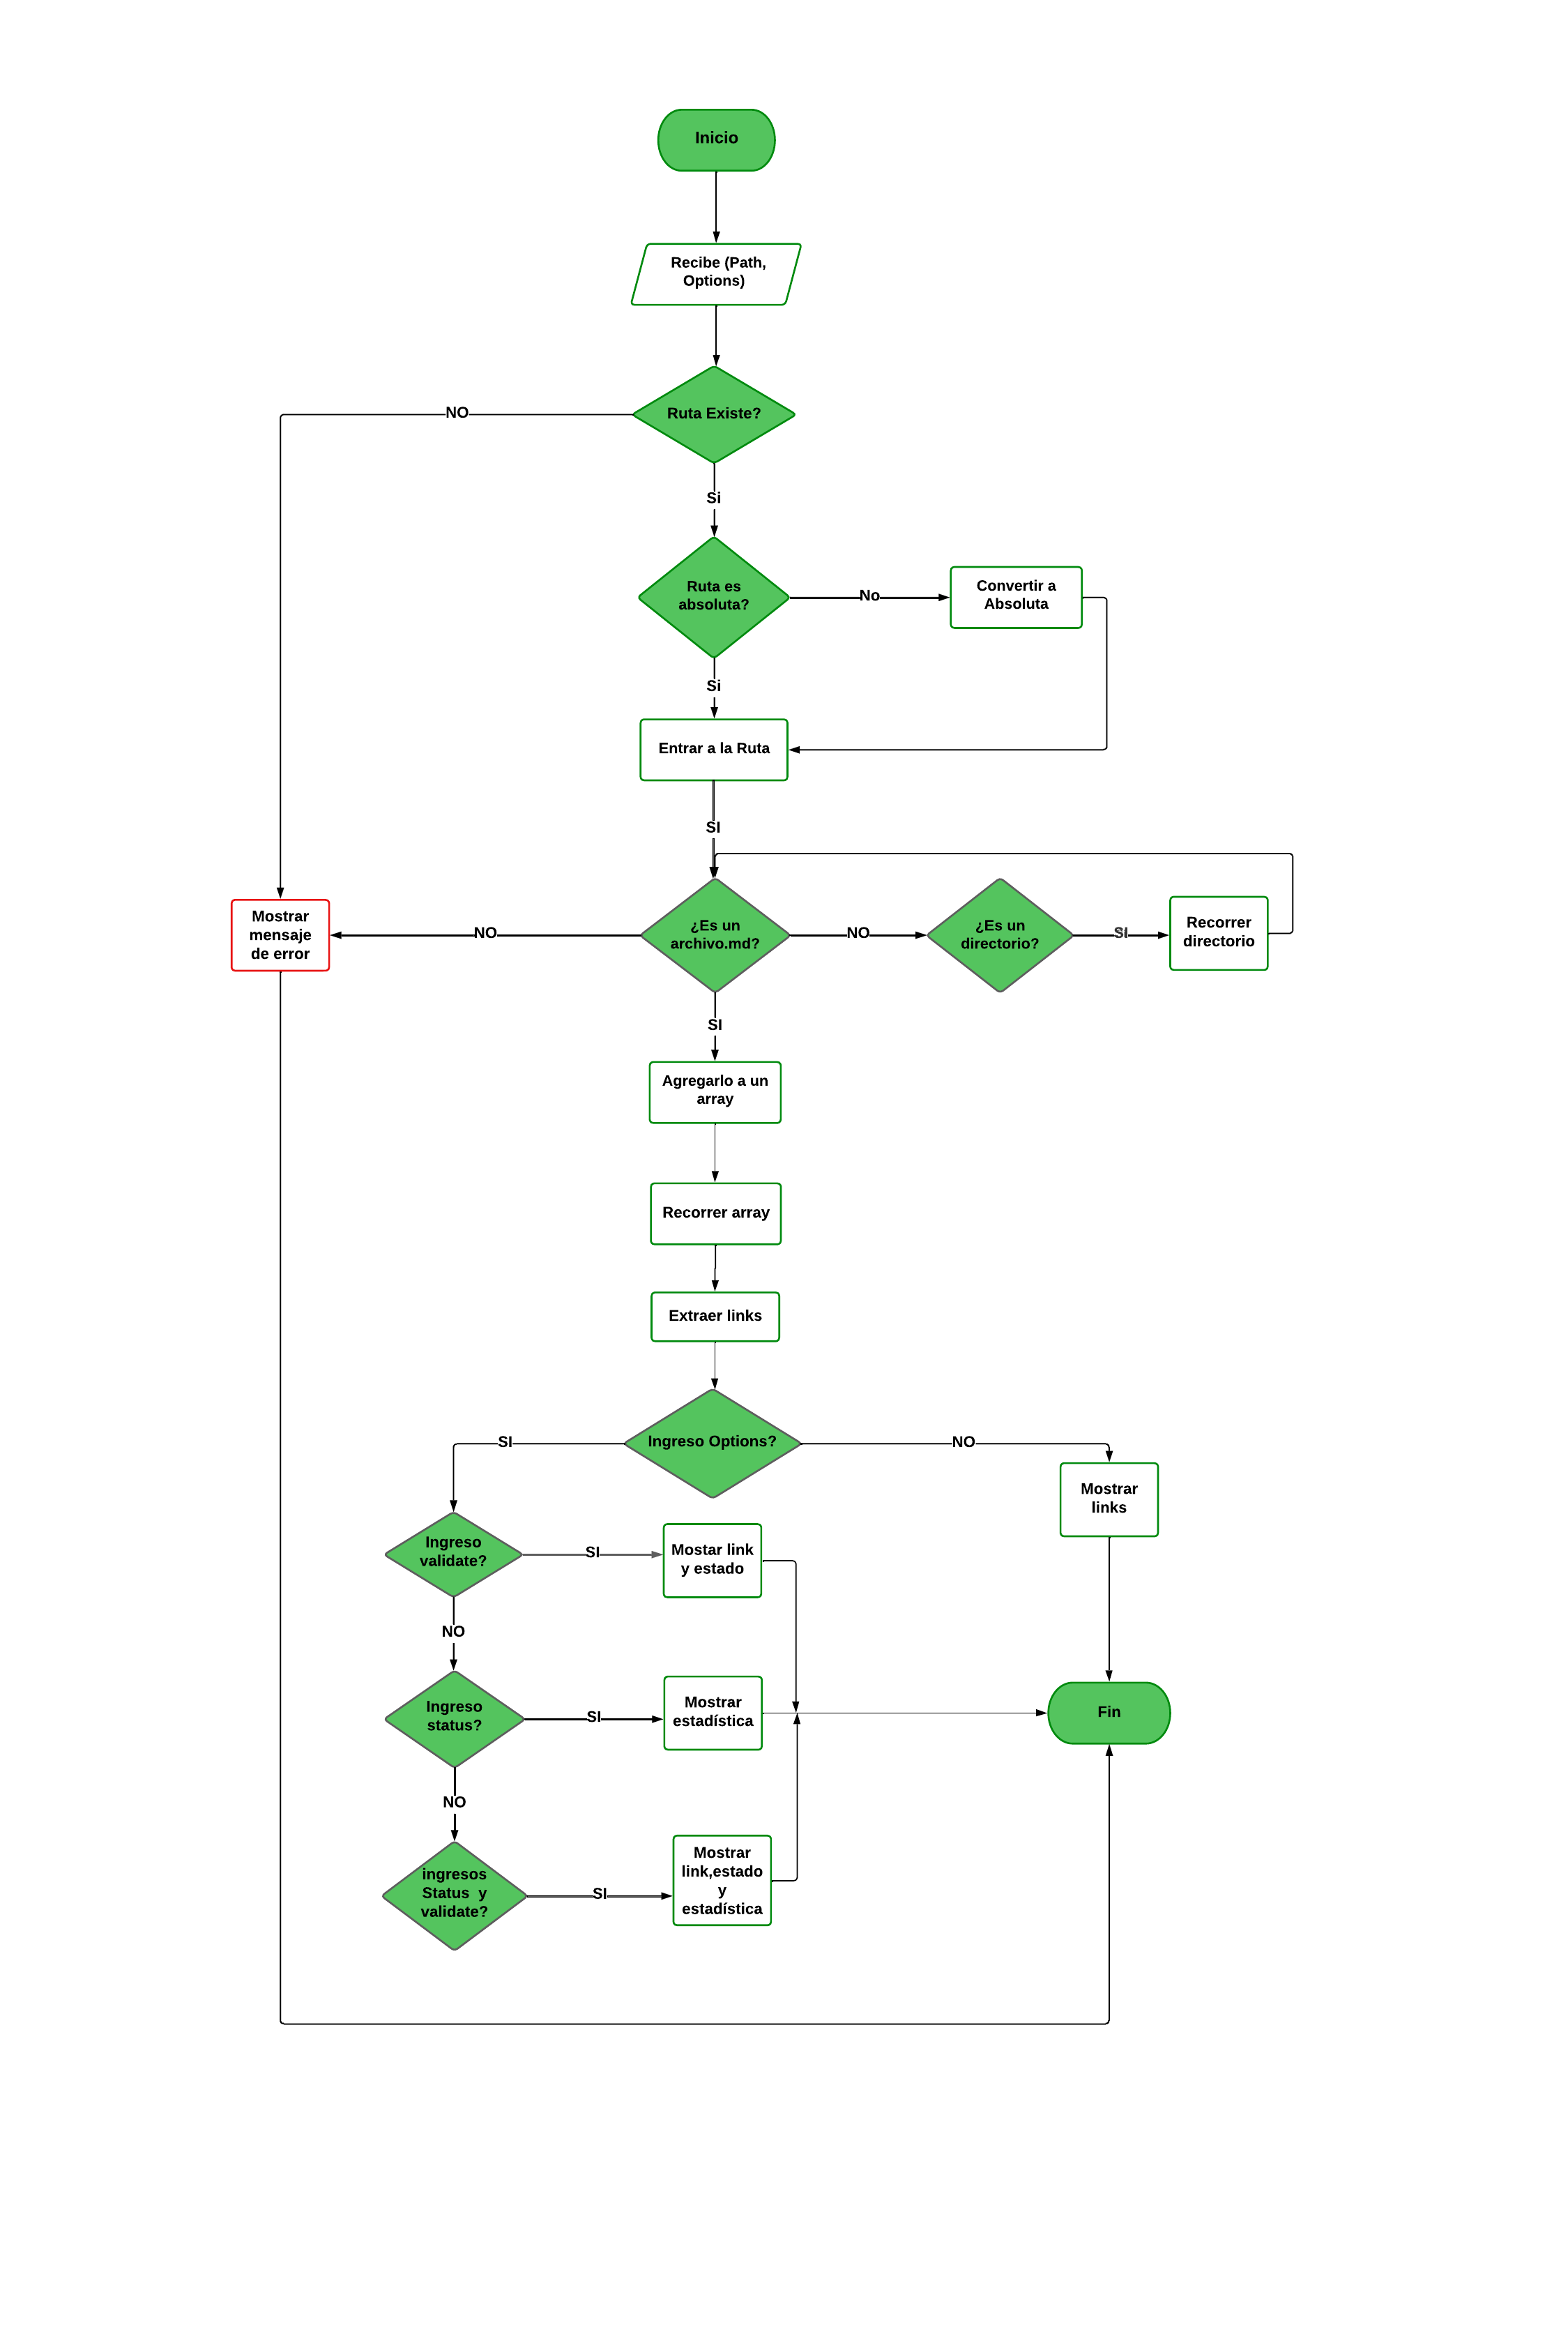 Inicio
Recibe (Path,
Options)
Ruta Existe?
NO
Si
Ruta es
absoluta?
No
Convertir a
Absoluta
Si
Entrar a la Ruta
SI
Mostrar
mensaje
de error
NO
¿Es un
archivo.md?
NO
¿Es un
directorio?
SI
Recorrer
directorio
SI
Agregarlo a un
array
Recorrer array
Extraer links
SI
Ingreso Options?
NO
Mostrar
links
Ingreso
validate?
SI
Mostar link
y estado
NO
Ingreso
status?
SI
Mostrar
estadística
Fin
NO
ingresos
Status y
validate?
SI
Mostrar
link,estado
y
estadística